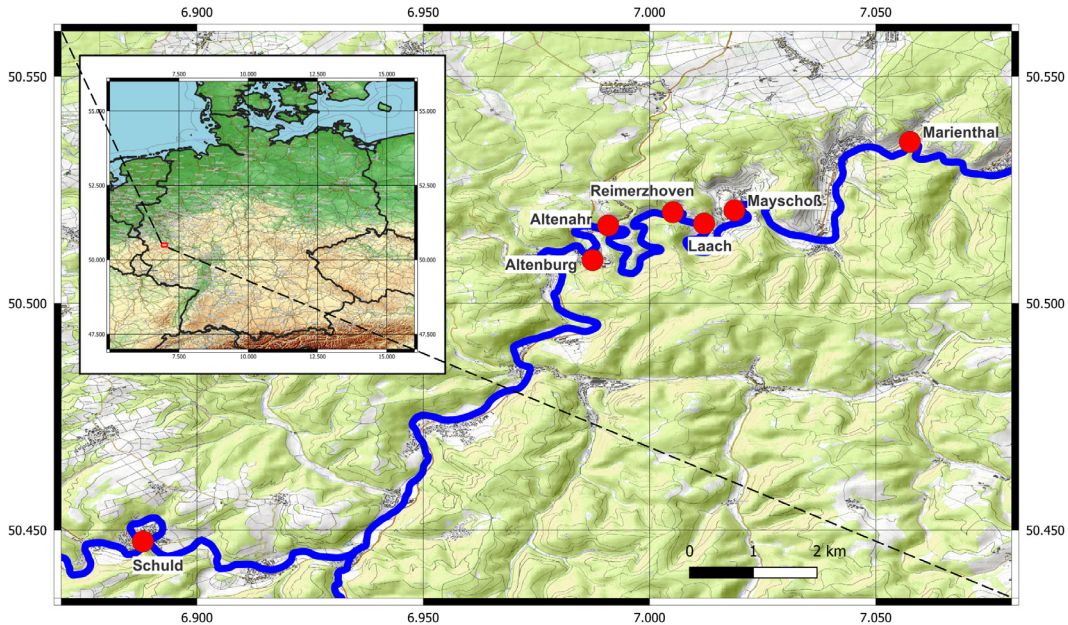 6.900 6.950 7.000 7.050
50.550 50.550
7.500 10.000 12.500 15.000
55.000 55.000
52.500 52.500
50.000 50.000
47.500 47.500
7.500 10.000 12.500 15.000
Marienthal
Reimerzhoven
Mayschoß
Altenahr
Laach
Altenburg
50.500 50.500
50.450 50.450
Schuld
0 1 2 km
6.900 6.950 7.000 7.050